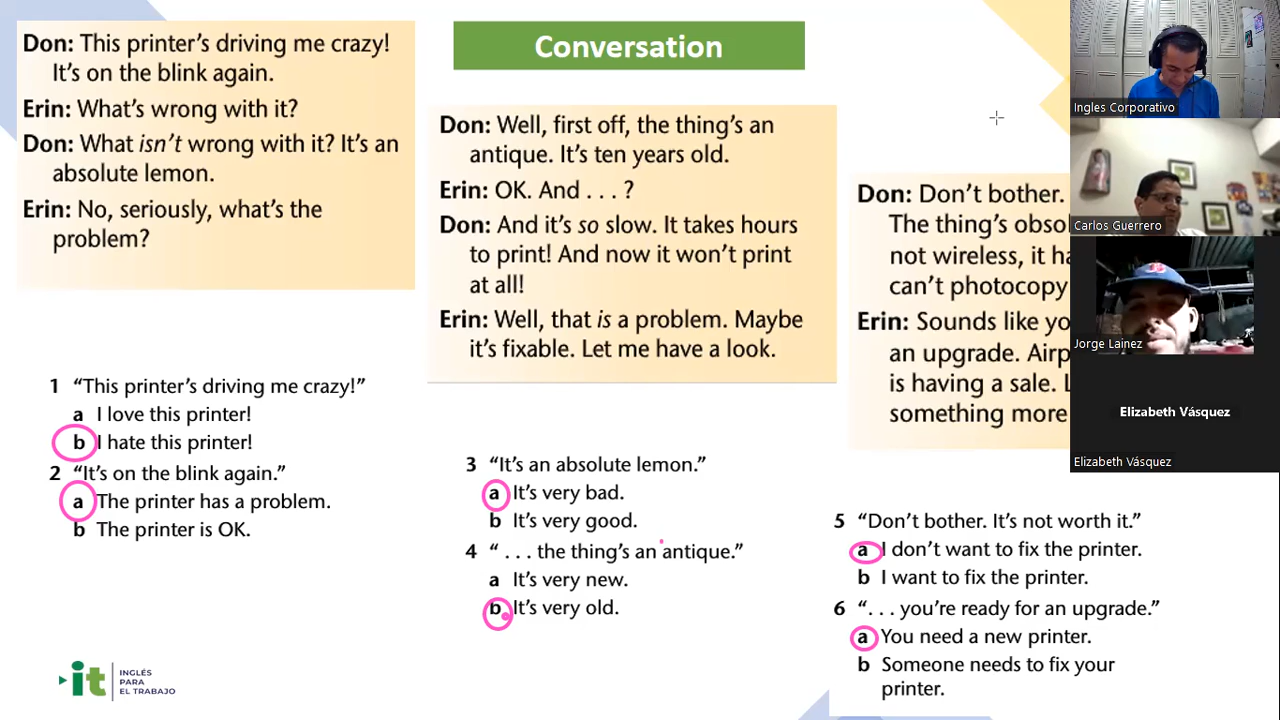 Conversation
Don: This printer's driving me crazy!
It's on the blink again.
Erin: What's wrong with it?
Don: What isn't wrong with it? It's an
absolute lemon.
Erin: No, seriously, what's the
problem?
Don: Well, first off, the thing's an
antique. It's ten years old.
Erin: OK. And . . . ?
Don: And it's so slow. It takes hours
to print! And now it won't print
at all!
Erin: Well, that is a problem. Maybe
it's fixable. Let me have a look.
Don: Don't bother.
The thing's
not wireless, it
can't photocopy
Erin: Sounds like
an upgrade.
is having a sale.
something more
1 "This printer's driving me crazy!"
a I love this printer!
b I hate this printer!
2 "It's on the blink again."
a The printer has a problem.
b The printer is OK.
3 "It's an absolute lemon."
a It's very bad.
b It's very good.
4 " . . . the thing's an antique."
a It's very new.
b It's very old.
5 "Don't bother. It's not worth it."
a I don't want to fix the printer.
b I want to fix the printer.
6 ". . . you're ready for an upgrade."
a You need a new printer.
b Someone needs to fix your
printer.
it
INGLÉS
PARA
EL TRABAJO
Ingles Corporativo
Carlos Guerrero
Jorge Lainez
Elizabeth Vásquez
Elizabeth Vásquez